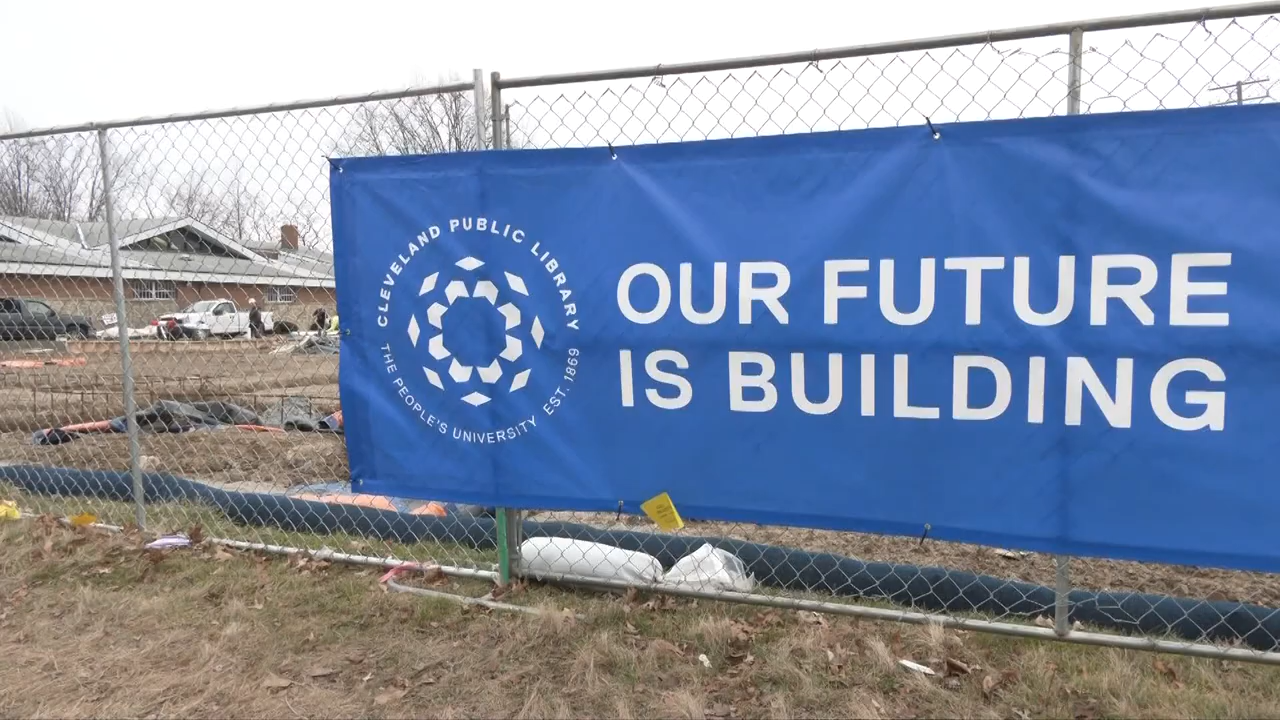 CLEVELAND PUBLIC LIBRARY
THE PEOPLE'S UNIVERSITY EST. 1869
OUR FUTURE
IS BUILDING